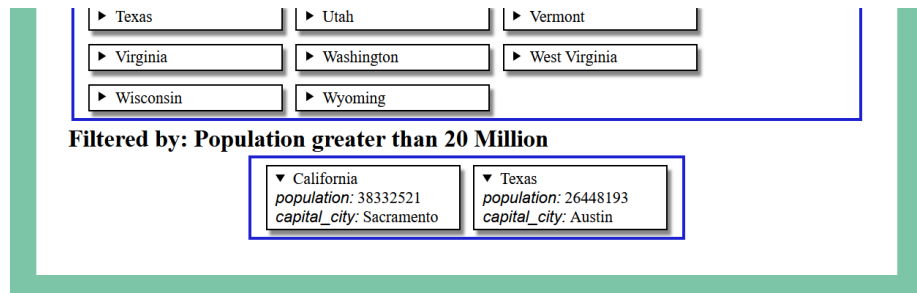 ▶ Texas ▶ Utah ▶ Vermont
▶ Virginia ▶ Washington ▶ West Virginia
▶ Wisconsin ▶ Wyoming
Filtered by: Population greater than 20 Million
▼ California ▼ Texas
population: 38332521 population: 26448193
capital_city: Sacramento capital_city: Austin